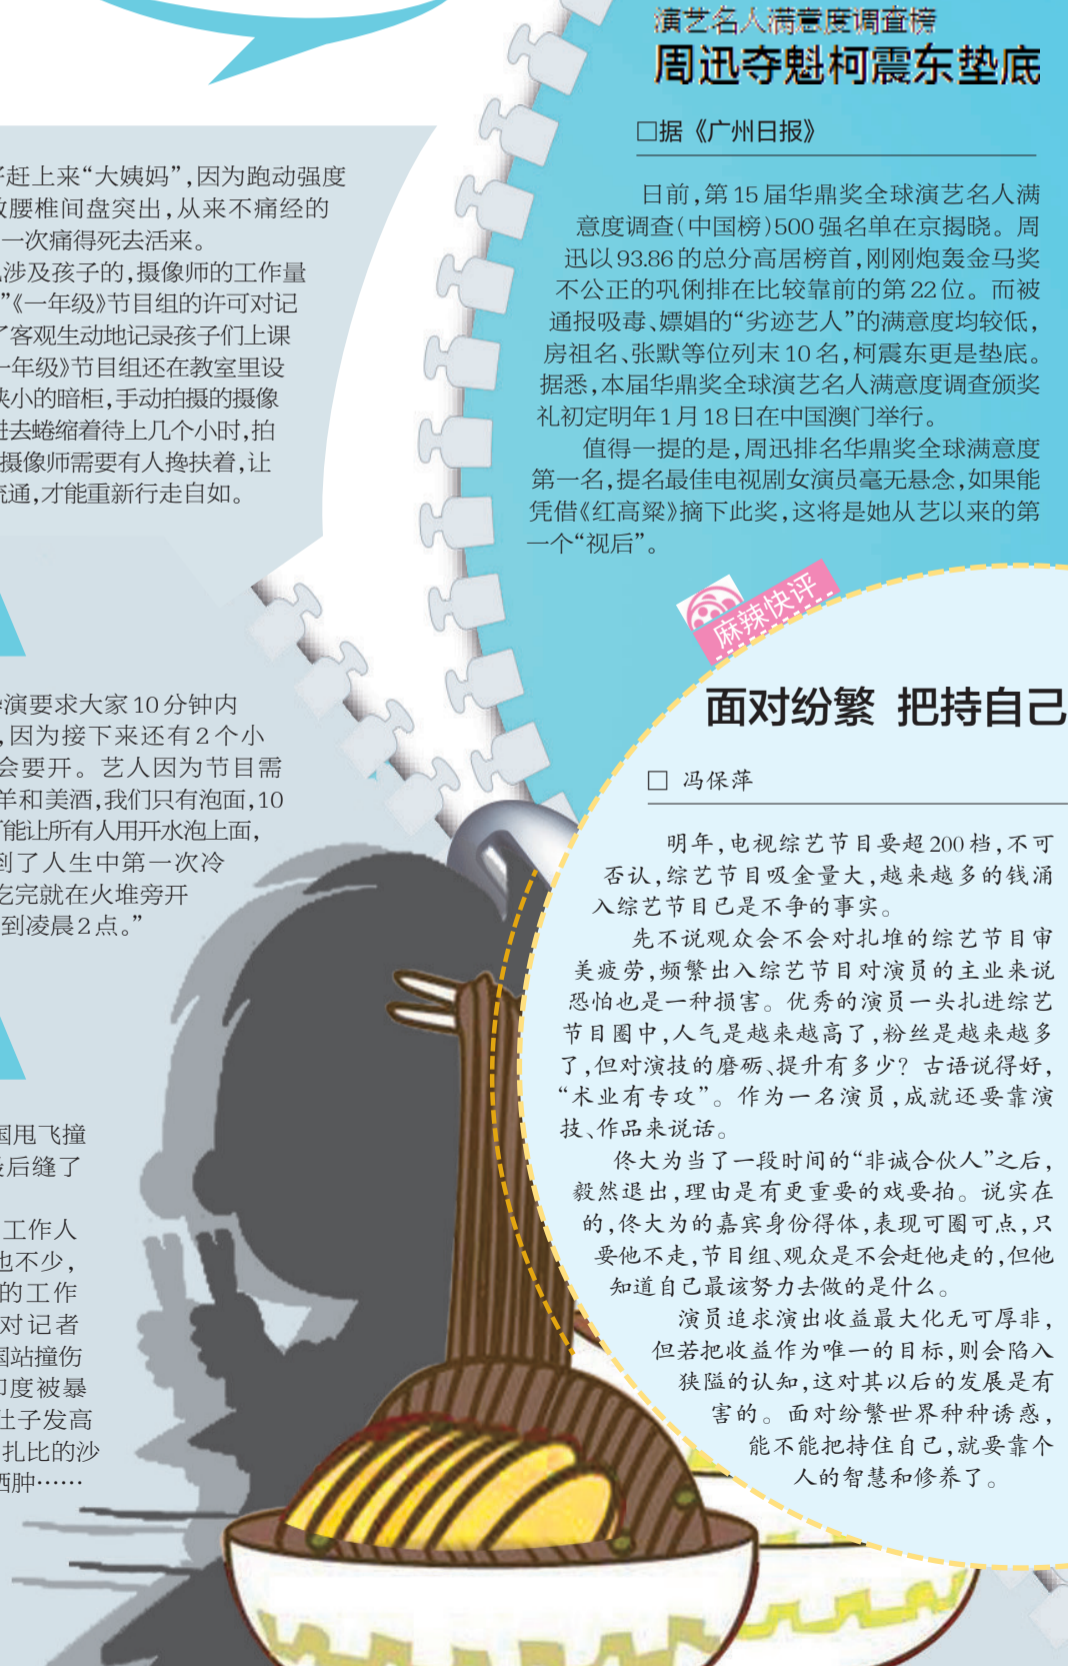 好赶上来“大姨妈”,因为跑动强度
致腰椎间盘突出,从来不痛经的
一次痛得死去活来。
涉及孩子的,摄像师的工作量
”《一年级》节目组的许可对记
了客观生动地记录孩子们上课
一年级》节目组还在教室里设
狭小的暗柜,手动拍摄的摄像
进去蜷缩着待上几个小时,拍
摄像师需要有人搀扶着,让
流通,才能重新行走自如。
演要求大家10分钟内
,因为接下来还有2个小
会要开。艺人因为节目需
羊和美酒,我们只有泡面,10
可能让所有人用开水泡上面,
到了人生中第一次冷
吃完就在火堆旁开
到凌晨2点。”
国甩飞撞
最后缝了
工作人
也不少,
的工作
对记者
国站撞伤
印度被暴
肚子发高
扎比的沙
晒肿……
演艺名人满意度调查榜
周迅夺魁柯震东垫底
□据《广州日报》
日前,第15届华鼎奖全球演艺名人满
意度调查(中国榜)500强名单在京揭晓。周
迅以93.86的总分高居榜首,刚刚炮轰金马奖
不公正的巩俐排在比较靠前的第22位。而被
通报吸毒、嫖娼的“劣迹艺人”的满意度均较低,
房祖名、张默等位列末10名,柯震东更是垫底。
据悉,本届华鼎奖全球演艺名人满意度调查颁奖
礼初定明年1月18日在中国澳门举行。
值得一提的是,周迅排名华鼎奖全球满意度
第一名,提名最佳电视剧女演员毫无悬念,如果能
凭借《红高粱》摘下此奖,这将是她从艺以来的第
一个“视后”。
麻辣快评
面对纷繁 把持自己
□ 冯保萍
明年,电视综艺节目要超200档,不可
否认,综艺节目吸金量大,越来越多的钱涌
入综艺节目已是不争的事实。
先不说观众会不会对扎堆的综艺节目审
美疲劳,频繁出入综艺节目对演员的主业来说
恐怕也是一种损害。优秀的演员一头扎进综艺
节目圈中,人气是越来越高了,粉丝是越来越多
了,但对演技的磨砺、提升有多少？古语说得好,
“术业有专攻”。作为一名演员,成就还要靠演
技、作品来说话。
佟大为当了一段时间的“非诚合伙人”之后,
毅然退出,理由是有更重要的戏要拍。说实在
的,佟大为的嘉宾身份得体,表现可圈可点,只
要他不走,节目组、观众是不会赶他走的,但他
知道自己最该努力去做的是什么。
演员追求演出收益最大化无可厚非,
但若把收益作为唯一的目标,则会陷入
狭隘的认知,这对其以后的发展是有
害的。面对纷繁世界种种诱惑,
能不能把持住自己,就要靠个
人的智慧和修养了。